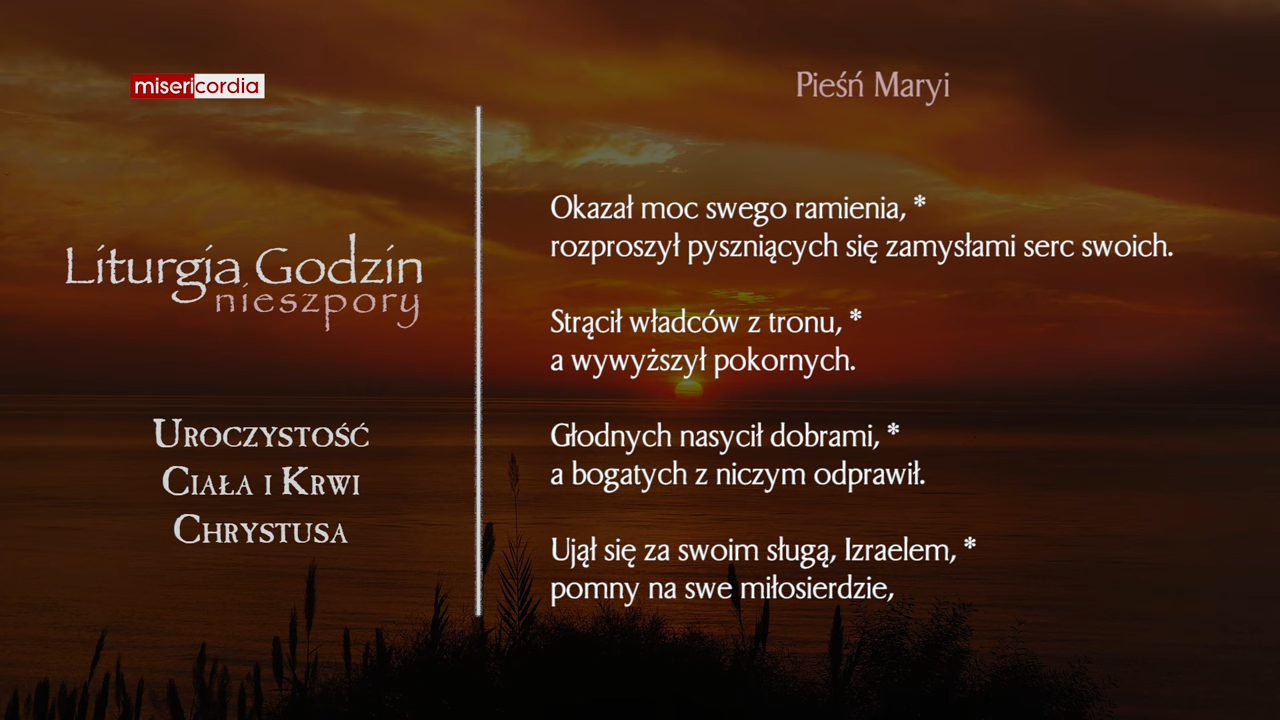 misericordia
Liturgia Godzin
nieszpory
Uroczystość
Ciała i Krwi
Chrystusa
Pieśń Maryi
Okazał moc swego ramienia, *
rozproszył pyszniących się zamysłami serc swoich.
Strącił władców z tronu, *
a wywyższył pokornych.
Głodnych nasycił dobrami, *
a bogatych z niczym odprawił.
Ujął się za swoim sługą, Izraelem, *
pomny na swe miłosierdzie,